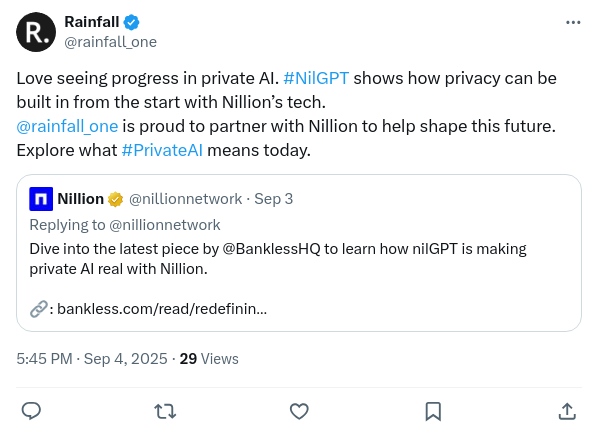 R.
Rainfall
@rainfall_one
Love seeing progress in private AI. #NilGPT shows how privacy can be
built in from the start with Nillion’s tech.
@rainfall_one is proud to partner with Nillion to help shape this future.
Explore what #PrivateAI means today.
Nillion @nillionnetwork · Sep 3
Replying to @nillionnetwork
Dive into the latest piece by @BanklessHQ to learn how nilGPT is making
private AI real with Nillion.
🔗: bankless.com/read/redefinin…
5:45 PM · Sep 4, 2025 · 29 Views